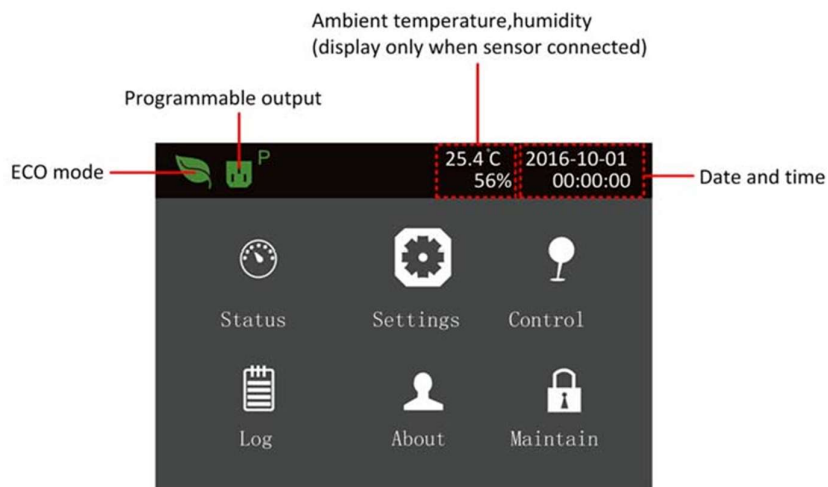 Ambient temperature,humidity
(display only when sensor connected)
Programmable output
ECO mode
P
25.4℃ 2016-10-01
56% 00:00:00
Date and time
Status Settings Control
Log About Maintain